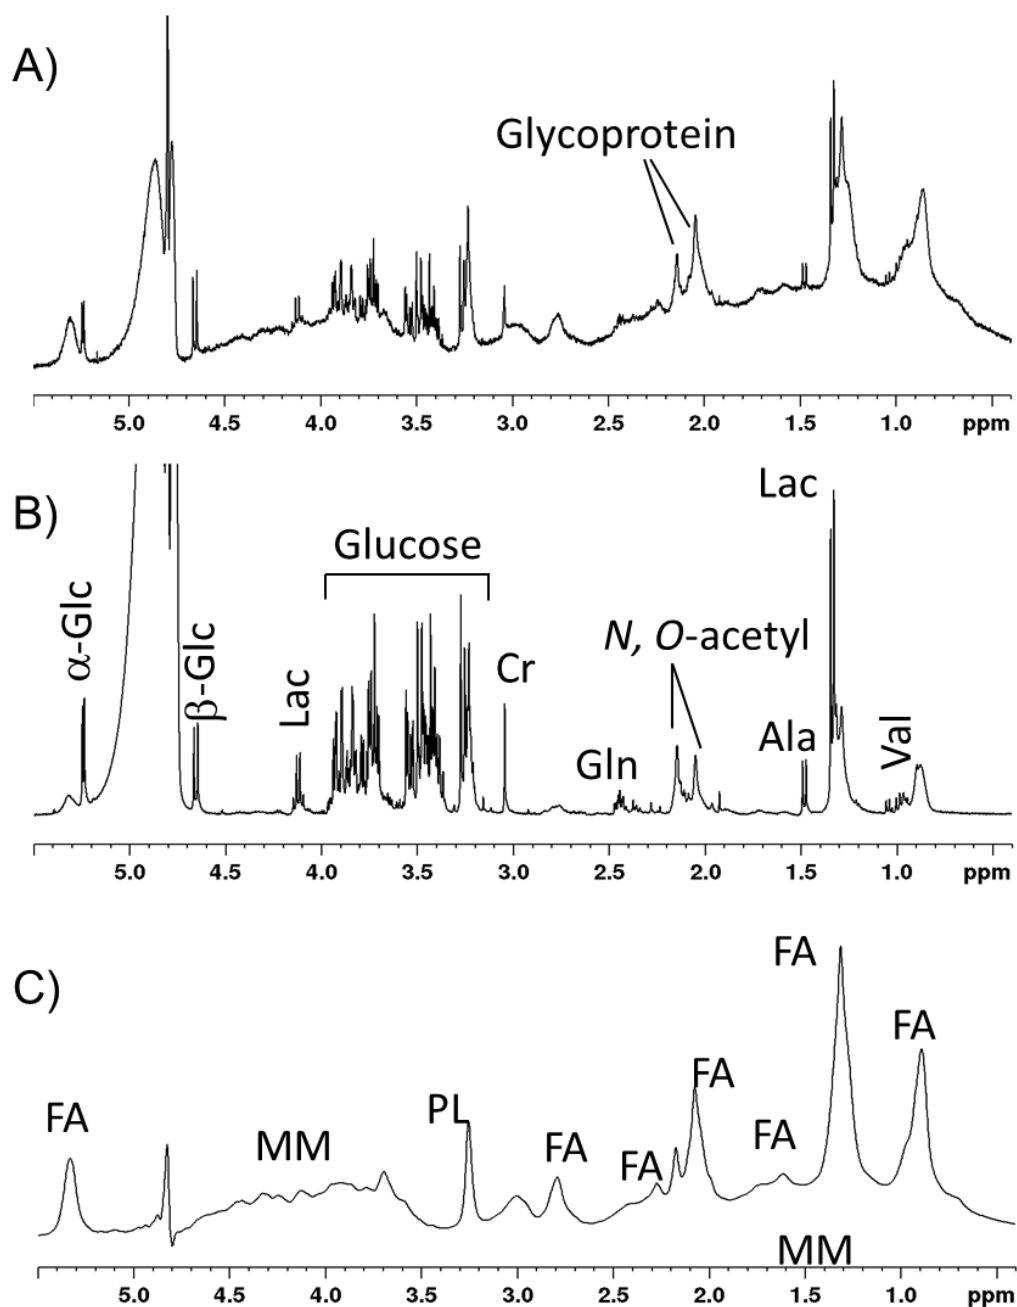 A)
Glycoprotein
5.0 4.5 4.0 3.5 3.0 2.5 2.0 1.5 1.0 ppm
B)
Lac
Glucose
α-Glc
β-Glc
N, O-acetyl
Lac
Cr
Gln
Ala
Val
5.0 4.5 4.0 3.5 3.0 2.5 2.0 1.5 1.0 ppm
C)
FA
FA
FA
FA
PL
MM
FA
FA
FA
MM
5.0 4.5 4.0 3.5 3.0 2.5 2.0 1.5 1.0 ppm